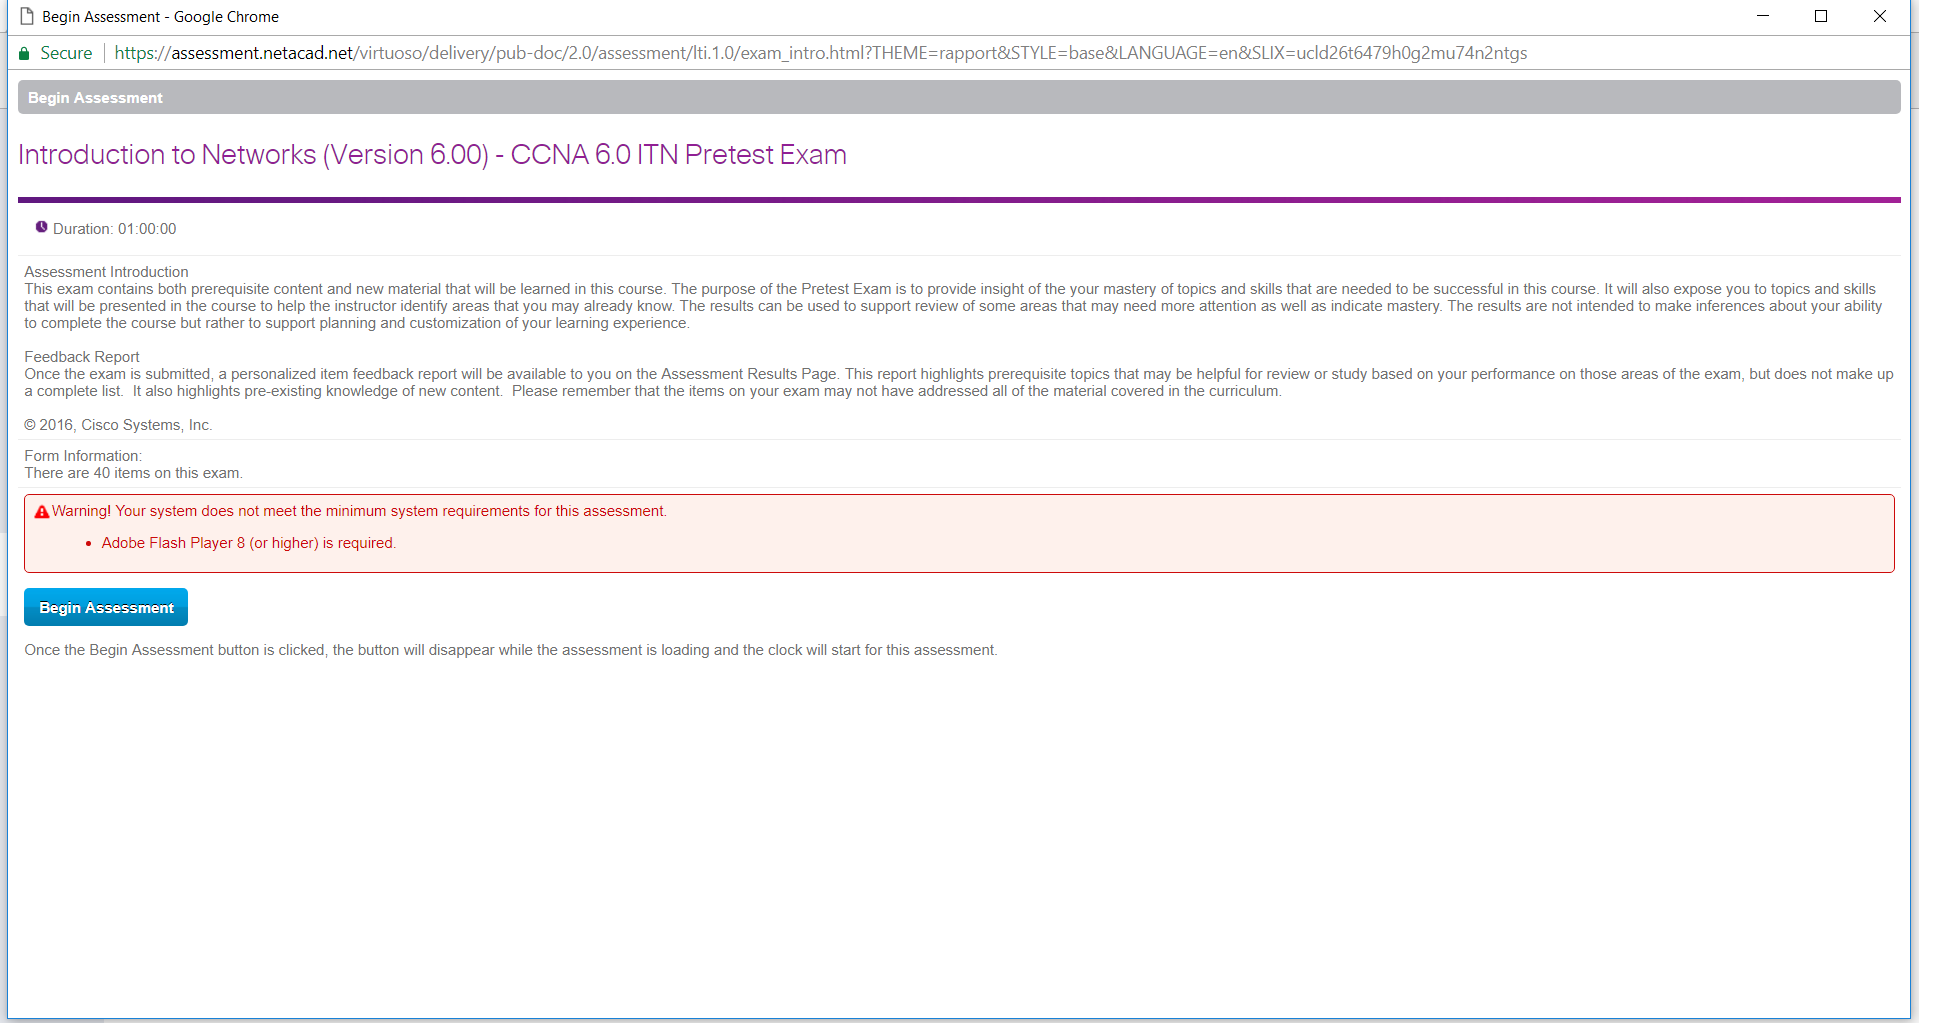 Begin Assessment - Google Chrome
Secure https://assessment.netacad.net/virtuoso/delivery/pub-doc/2.0/assessment/lti.1.0/exam_intro.html?THEME=rapport&STYLE=base&LANGUAGE=en&SLIX=ucld26t6479h0g2mu74n2ntgs
Begin Assessment
Introduction to Networks (Version 6.00) - CCNA 6.0 ITN Pretest Exam
Duration: 01:00:00
Assessment Introduction
This exam contains both prerequisite content and new material that will be learned in this course. The purpose of the Pretest Exam is to provide insight of the your mastery of topics and skills that are needed to be successful in this course. It will also expose you to topics and skills
that will be presented in the course to help the instructor identify areas that you may already know. The results can be used to support review of some areas that may need more attention as well as indicate mastery. The results are not intended to make inferences about your ability
to complete the course but rather to support planning and customization of your learning experience.
Feedback Report
Once the exam is submitted, a personalized item feedback report will be available to you on the Assessment Results Page. This report highlights prerequisite topics that may be helpful for review or study based on your performance on those areas of the exam, but does not make up
a complete list.  It also highlights pre-existing knowledge of new content.  Please remember that the items on your exam may not have addressed all of the material covered in the curriculum.
© 2016, Cisco Systems, Inc.
Form Information:
There are 40 items on this exam.
Warning! Your system does not meet the minimum system requirements for this assessment.
• Adobe Flash Player 8 (or higher) is required.
Begin Assessment
Once the Begin Assessment button is clicked, the button will disappear while the assessment is loading and the clock will start for this assessment.